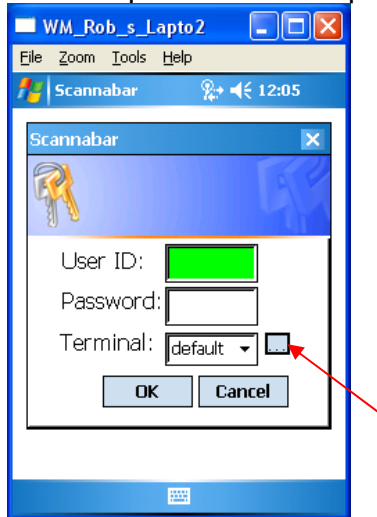 WM_Rob_s_Lapto2
File Zoom Tools Help
Scannabar 12:05
Scannabar
User ID:
Password:
Terminal: default ...
OK Cancel